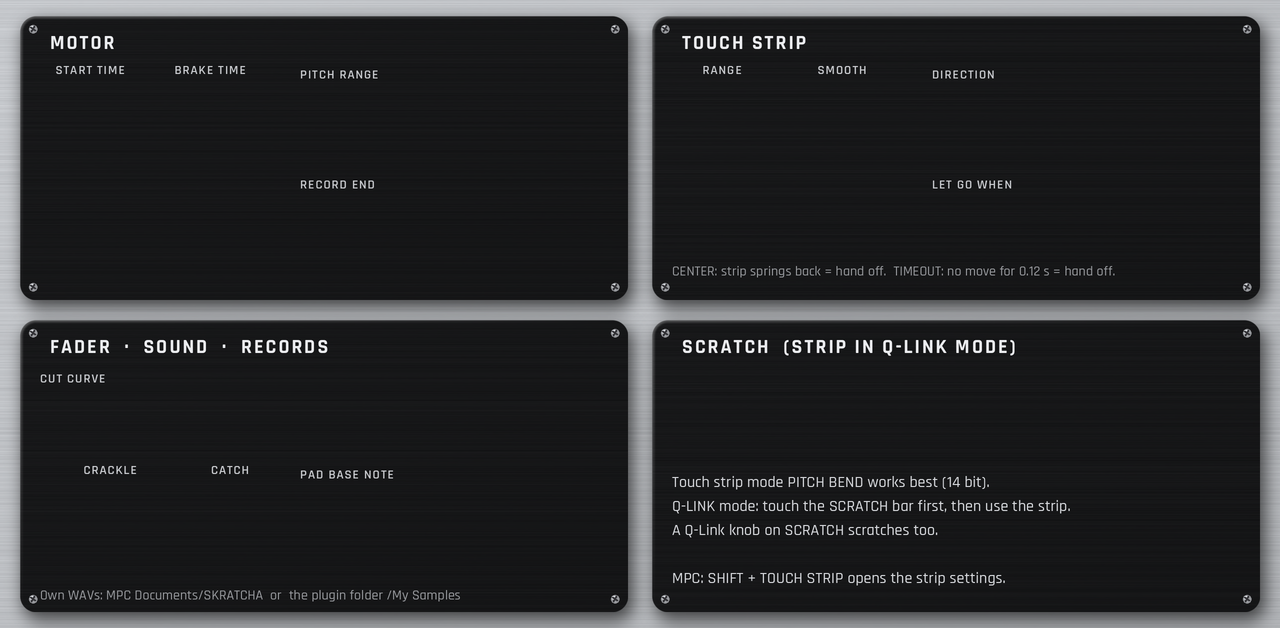 MOTOR
START TIME
BRAKE TIME
PITCH RANGE
RECORD END
TOUCH STRIP
RANGE
SMOOTH
DIRECTION
LET GO WHEN
CENTER: strip springs back = hand off.  TIMEOUT: no move for 0.12 s = hand off.
FADER · SOUND · RECORDS
CUT CURVE
CRACKLE
CATCH
PAD BASE NOTE
Own WAVs: MPC Documents/SKRATCHA  or  the plugin folder /My Samples
SCRATCH (STRIP IN Q-LINK MODE)
Touch strip mode PITCH BEND works best (14 bit).
Q-LINK mode: touch the SCRATCH bar first, then use the strip.
A Q-Link knob on SCRATCH scratches too.
MPC: SHIFT + TOUCH STRIP opens the strip settings.